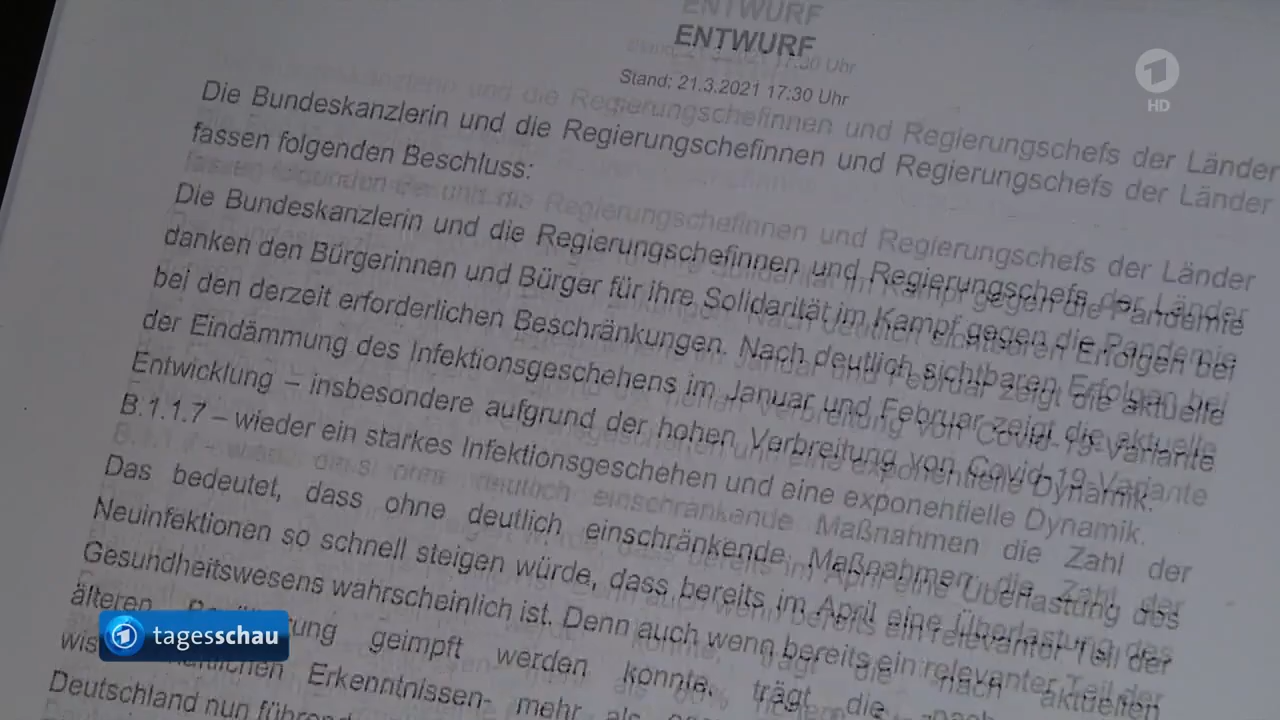 ENTWURF
Stand: 21.3.2021 17:30 Uhr
HD
Die Bundeskanzlerin und die Regierungschefinnen und Regierungschefs der Länder
fassen folgenden Beschluss:
Die Bundeskanzlerin und die Regierungschefinnen und Regierungschefs der Länder
danken den Bürgerinnen und Bürger für ihre Solidarität im Kampf gegen die Pandemie
bei den derzeit erforderlichen Beschränkungen. Nach deutlich sichtbaren Erfolgen bei
der Eindämmung des Infektionsgeschehens im Januar und Februar zeigt die aktuelle
Entwicklung – insbesondere aufgrund der hohen Verbreitung von Covid-19-Variante
B.1.1.7 – wieder ein starkes Infektionsgeschehen und eine exponentielle Dynamik.
Das bedeutet, dass ohne deutlich einschränkende Maßnahmen die Zahl der
Neuinfektionen so schnell steigen würde, dass bereits im April eine Überlastung des
Gesundheitswesens wahrscheinlich ist. Denn auch wenn bereits ein relevanter Teil der
älteren geimpft werden konnte, trägt die nach aktuellen
Erkenntnissen mehr als
Deutschland nun
tagesschau